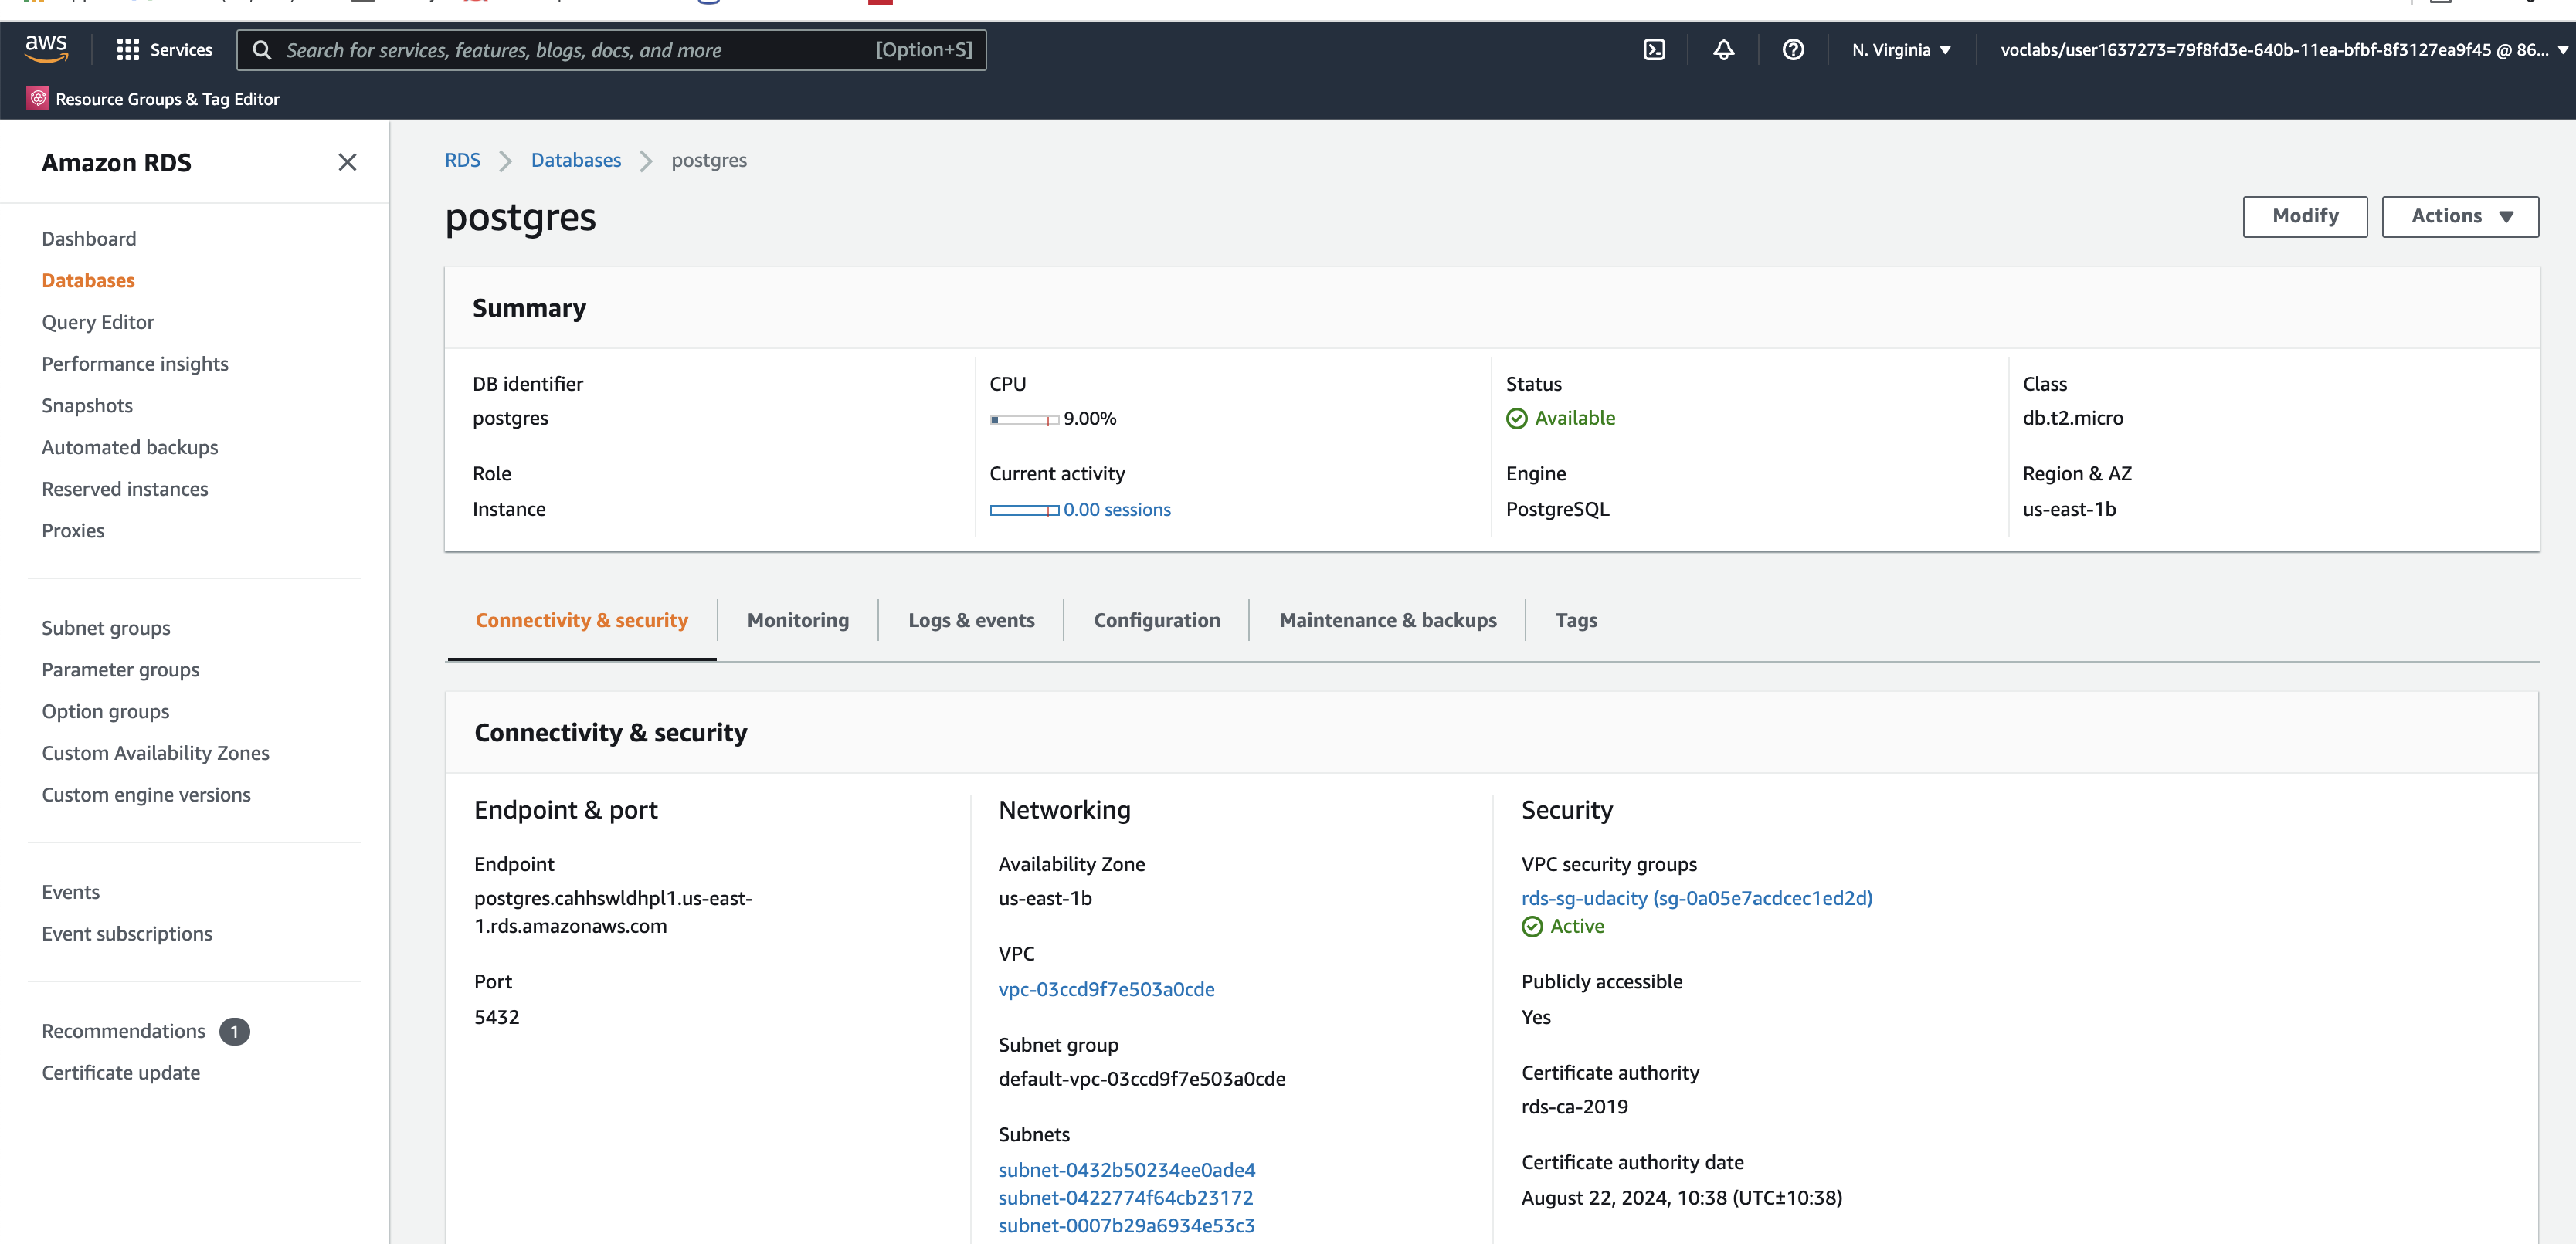 aws
Services
Search for services, features, blogs, docs, and more
[Option+S]
N. Virginia
voclabs/user1637273=79f8fd3e-640b-11ea-bfbf-8f3127ea9f45 @ 86...
Resource Groups & Tag Editor
Amazon RDS
Dashboard
Databases
Query Editor
Performance insights
Snapshots
Automated backups
Reserved instances
Proxies
Subnet groups
Parameter groups
Option groups
Custom Availability Zones
Custom engine versions
Events
Event subscriptions
Recommendations 1
Certificate update
RDS > Databases > postgres
postgres
Modify
Actions
Summary
DB identifier
postgres
CPU
9.00%
Status
Available
Class
db.t2.micro
Role
Instance
Current activity
0.00 sessions
Engine
PostgreSQL
Region & AZ
us-east-1b
Connectivity & security
Monitoring
Logs & events
Configuration
Maintenance & backups
Tags
Connectivity & security
Endpoint & port
Endpoint
postgres.cahhswldhpl1.us-east-
1.rds.amazonaws.com
Port
5432
Networking
Availability Zone
us-east-1b
VPC
vpc-03ccd9f7e503a0cde
Subnet group
default-vpc-03ccd9f7e503a0cde
Subnets
subnet-0432b50234ee0ade4
subnet-0422774f64cb23172
subnet-0007b29a6934e53c3
Security
VPC security groups
rds-sg-udacity (sg-0a05e7acdcec1ed2d)
Active
Publicly accessible
Yes
Certificate authority
rds-ca-2019
Certificate authority date
August 22, 2024, 10:38 (UTC±10:38)